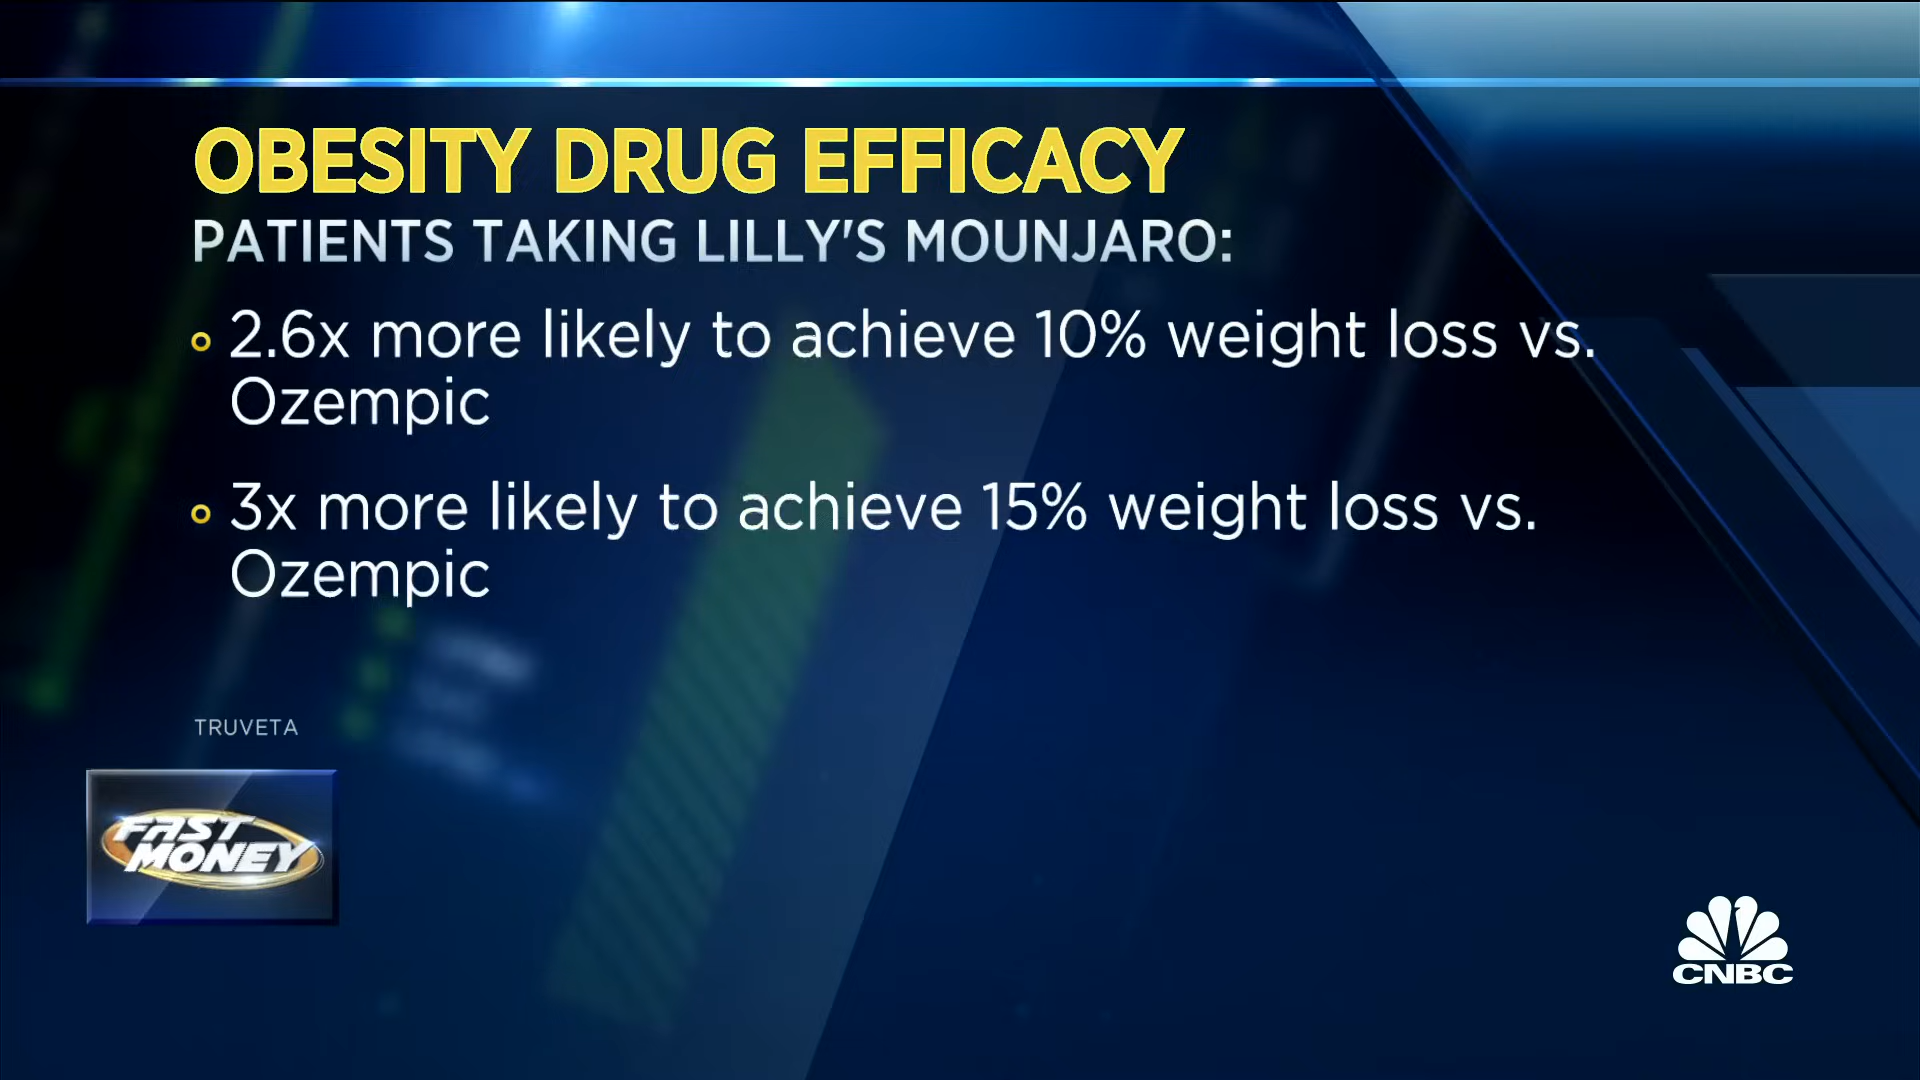 OBESITY DRUG EFFICACY
PATIENTS TAKING LILLY'S MOUNJARO:
2.6x more likely to achieve 10% weight loss vs.
Ozempic
3x more likely to achieve 15% weight loss vs.
Ozempic
TRUVETA
FAST
MONEY
CNBC